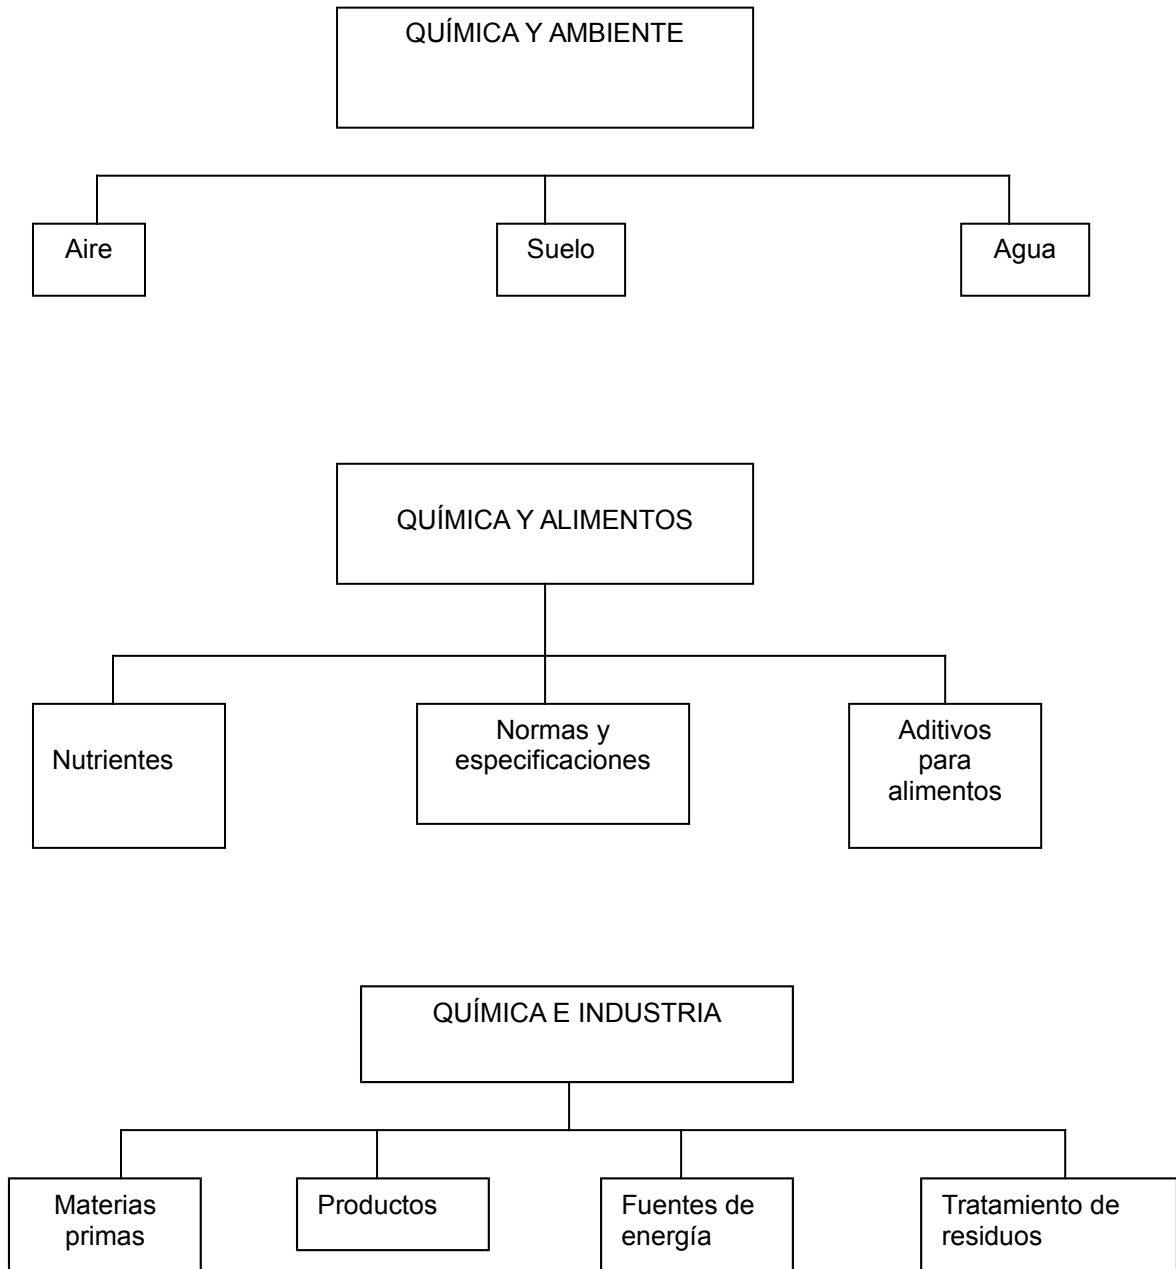 QUÍMICA Y AMBIENTE
Aire
Suelo
Agua
QUÍMICA Y ALIMENTOS
Nutrientes
Normas y
especificaciones
Aditivos
para
alimentos
QUÍMICA E INDUSTRIA
Materias
primas
Productos
Fuentes de
energía
Tratamiento de
residuos